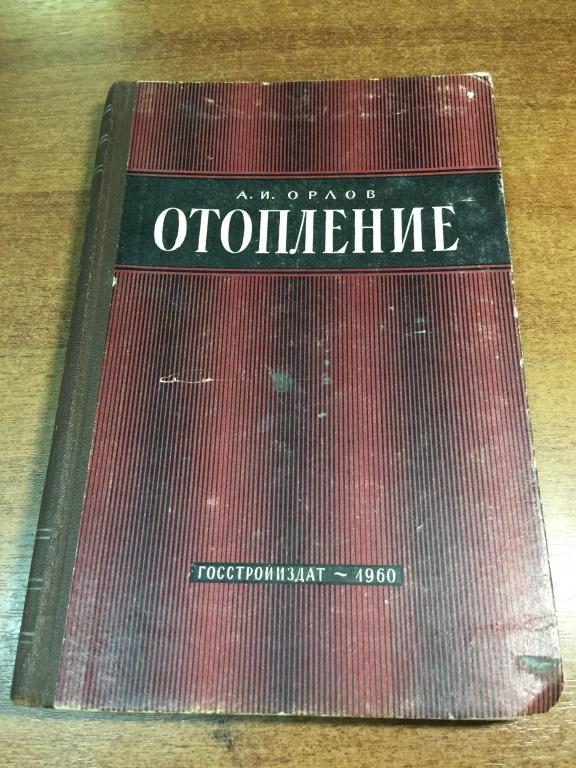 А. И. ОРЛОВ
ОТОПЛЕНИЕ
ГОССТРОЙИЗДАТ ~ 1960